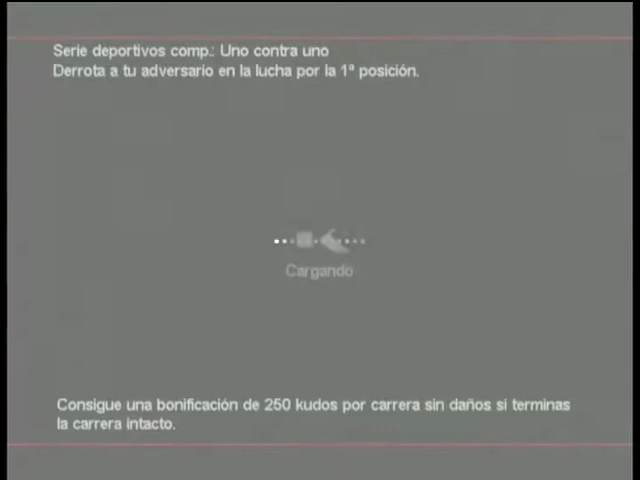 Serie deportivos comp.: Uno contra uno
Derrota a tu adversario en la lucha por la 1ª posición.
Cargando
Consigue una bonificación de 250 kudos por carrera sin daños si terminas
la carrera intacto.